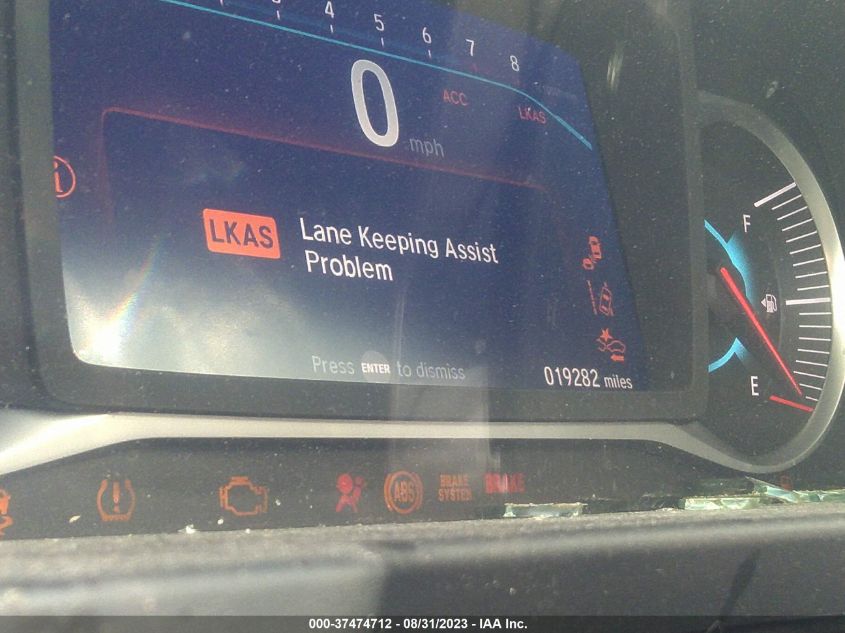 4 5 6 7 8
0 mph
ACC
LKAS
i
LKAS Lane Keeping Assist
Problem
Press ENTER to dismiss
019282 miles
F
E
ABS
BRAKE
SYSTEM
BRAKE
000-37474712 - 08/31/2023 - IAA Inc.